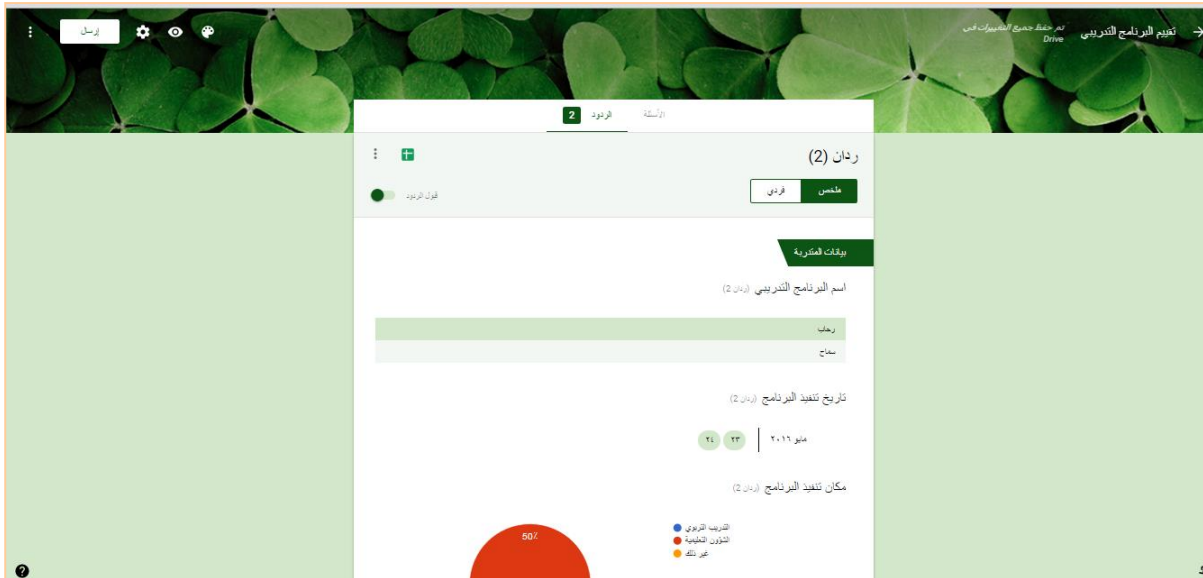 تقييم البرنامج التدريبي
تم حفظ جميع التغييرات في
Drive
إرسال
الأسئلة
الردود 2
ردان (2)
ملخص
فردي
قبول الردود
بيانات المتدربة
اسم البرنامج التدريبي (ردان 2)
رحاب
سماح
تاريخ تنفيذ البرنامج (ردان 2)
مايو ٢٠١٦ ٢٣ ٢٤
مكان تنفيذ البرنامج (ردان 2)
التدريب التربوي
الشؤون التعليمية
غير ذلك
50٪